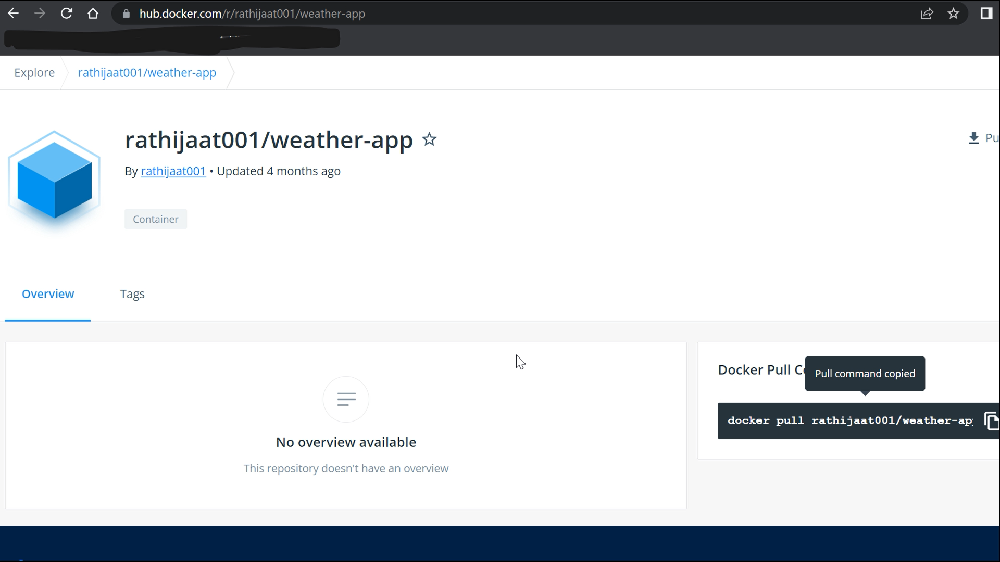 hub.docker.com/r/rathijaat001/weather-app
Explore
rathijaat001/weather-app
rathijaat001/weather-app
By rathijaat001 • Updated 4 months ago
Container
Overview
Tags
No overview available
This repository doesn't have an overview
Docker Pull
Pull command copied
docker pull rathijaat001/weather-ap